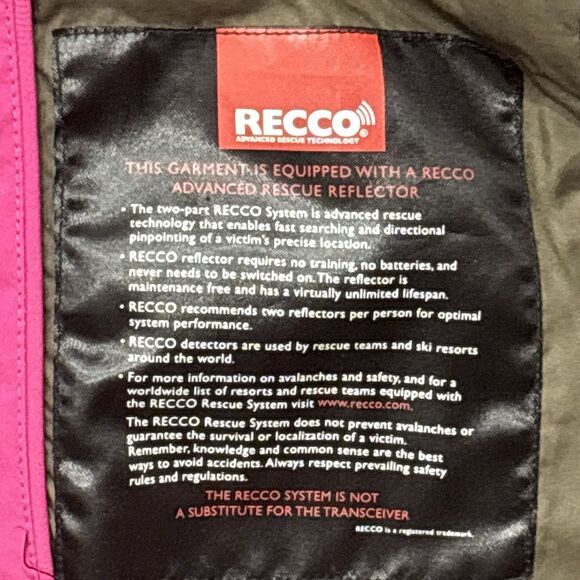 RECCO®
ADVANCED RESCUE TECHNOLOGY
THIS GARMENT IS EQUIPPED WITH A RECCO
ADVANCED RESCUE REFLECTOR
• The two-part RECCO System is advanced rescue
technology that enables fast searching and directional
pinpointing of a victim's precise location.
• RECCO reflector requires no training, no batteries, and
never needs to be switched on. The reflector is
maintenance free and has a virtually unlimited lifespan.
• RECCO recommends two reflectors per person for optimal
system performance.
• RECCO detectors are used by rescue teams and ski resorts
around the world.
• For more information on avalanches and safety, and for a
worldwide list of resorts and rescue teams equipped with
the RECCO Rescue System visit www.recco.com.
The RECCO Rescue System does not prevent avalanches or
guarantee the survival or localization of a victim.
Remember, knowledge and common sense are the best
ways to avoid accidents. Always respect prevailing safety
rules and regulations.
THE RECCO SYSTEM IS NOT
A SUBSTITUTE FOR THE TRANSCEIVER
RECCO is a registered trademark.